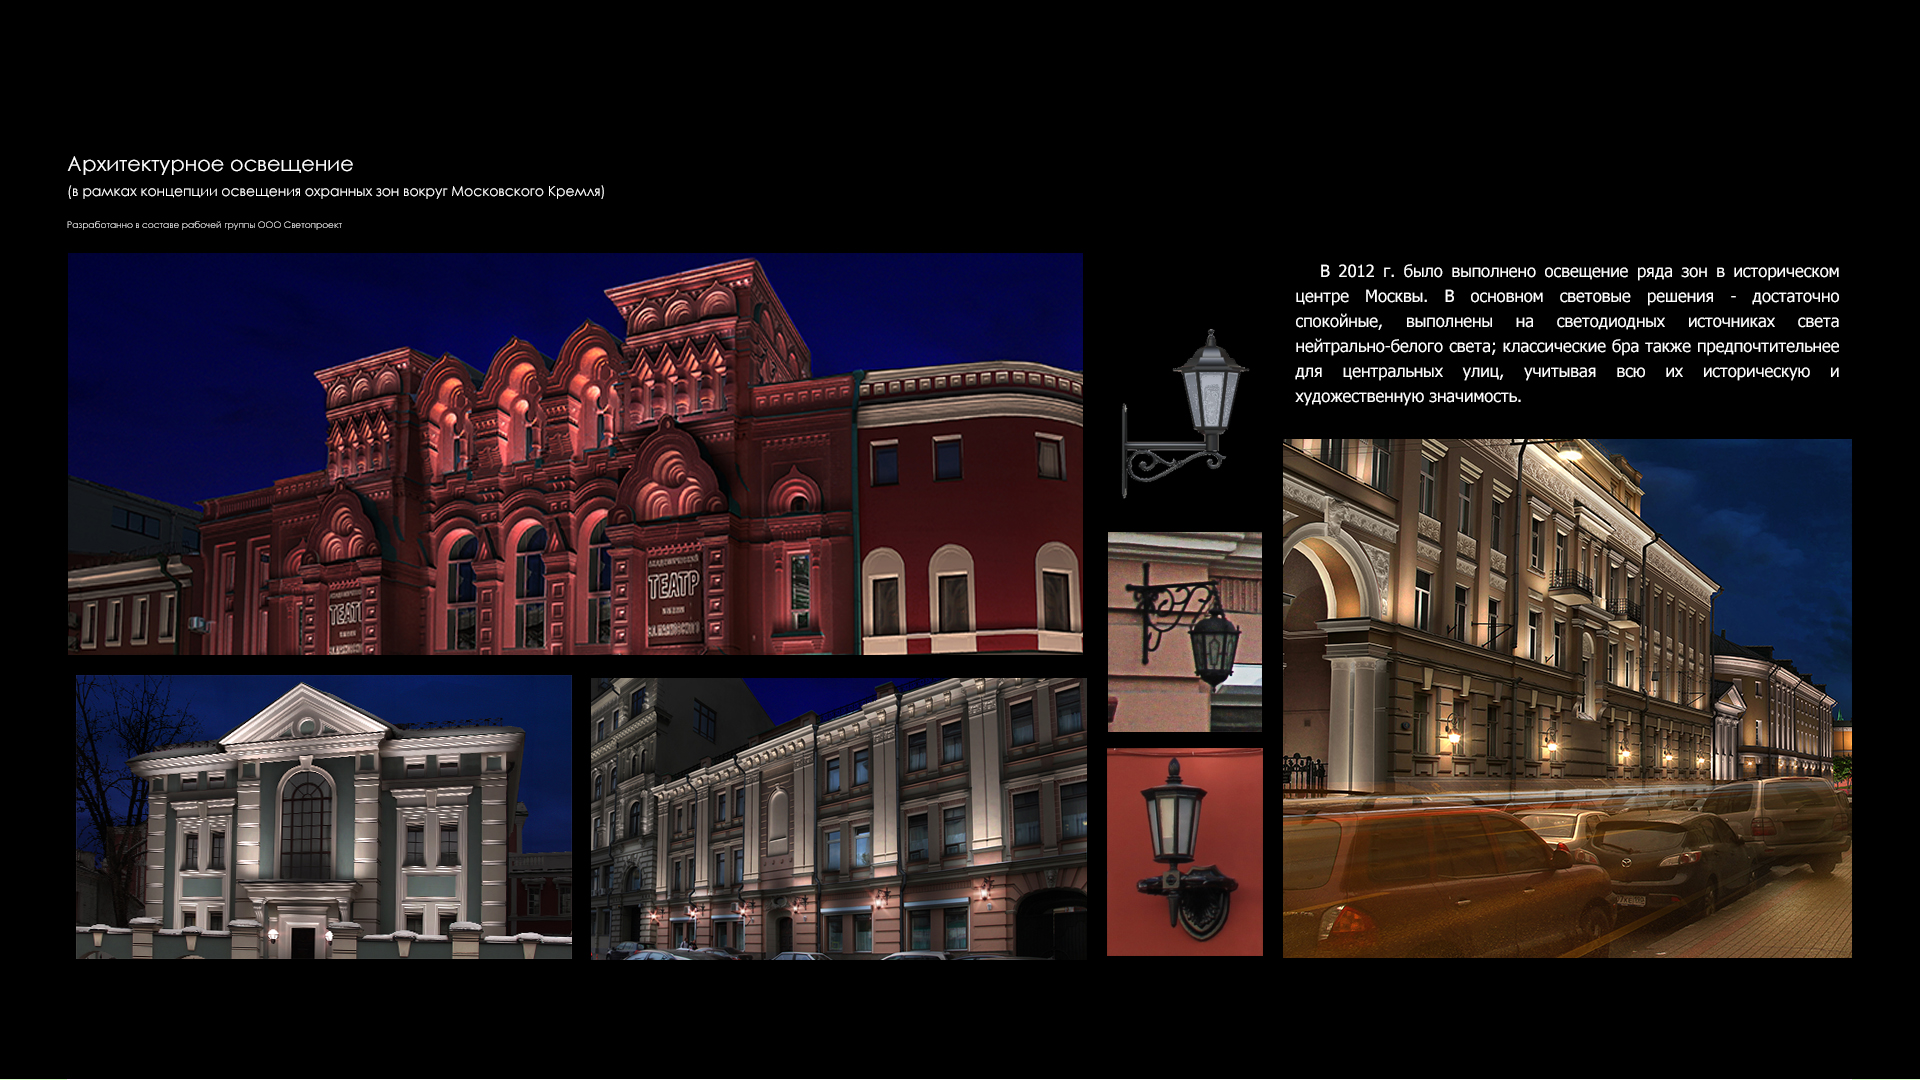 Архитектурное освещение
(в рамках концепции освещения охранных зон вокруг Московского Кремля)
Разработанно в составе рабочей группы ООО Светопроект
В 2012 г. было выполнено освещение ряда зон в историческом
центре Москвы. В основном световые решения - достаточно
спокойные, выполнены на светодиодных источниках света
нейтрально-белого света; классические бра также предпочтительнее
для центральных улиц, учитывая всю их историческую и
художественную значимость.
ТЕАТР